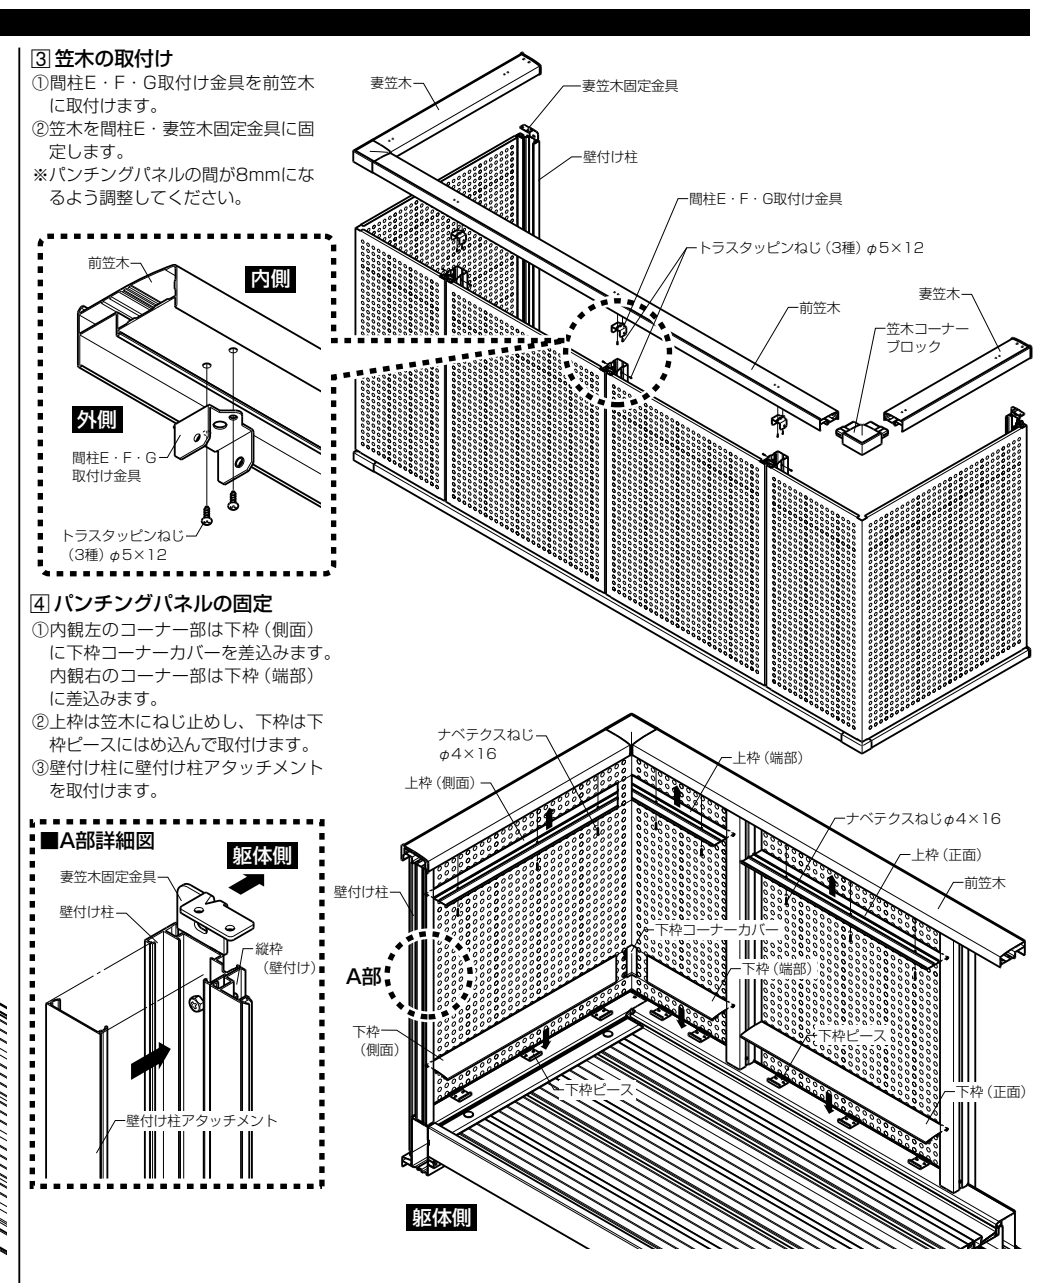 3 笠木の取付け
①間柱E・F・G取付け金具を前笠木
に取付けます。
②笠木を間柱E・妻笠木固定金具に固
定します。
※パンチングパネルの間が8mmにな
るよう調整してください。
前笠木
内側
外側
間柱E・F・G
取付け金具
トラスタッピンねじ
(3種) φ5×12
妻笠木
妻笠木固定金具
壁付け柱
間柱E・F・G取付け金具
トラスタッピンねじ (3種) φ5×12
前笠木
妻笠木
笠木コーナー
ブロック
4 パンチングパネルの固定
①内観左のコーナー部は下枠 (側面)
に下枠コーナーカバーを差込みます。
内観右のコーナー部は下枠 (端部)
に差込みます。
②上枠は笠木にねじ止めし、下枠は下
枠ピースにはめ込んで取付けます。
③壁付け柱に壁付け柱アタッチメント
を取付けます。
■A部詳細図
躯体側
妻笠木固定金具
壁付け柱
縦枠
(壁付け)
壁付け柱アタッチメント
ナベテクスねじ
φ4×16
上枠 (側面)
上枠 (端部)
ナベテクスねじφ4×16
上枠 (正面)
前笠木
壁付け柱
下枠コーナーカバー
A部
下枠 (端部)
下枠
(側面)
下枠ピース
下枠ピース
下枠 (正面)
躯体側